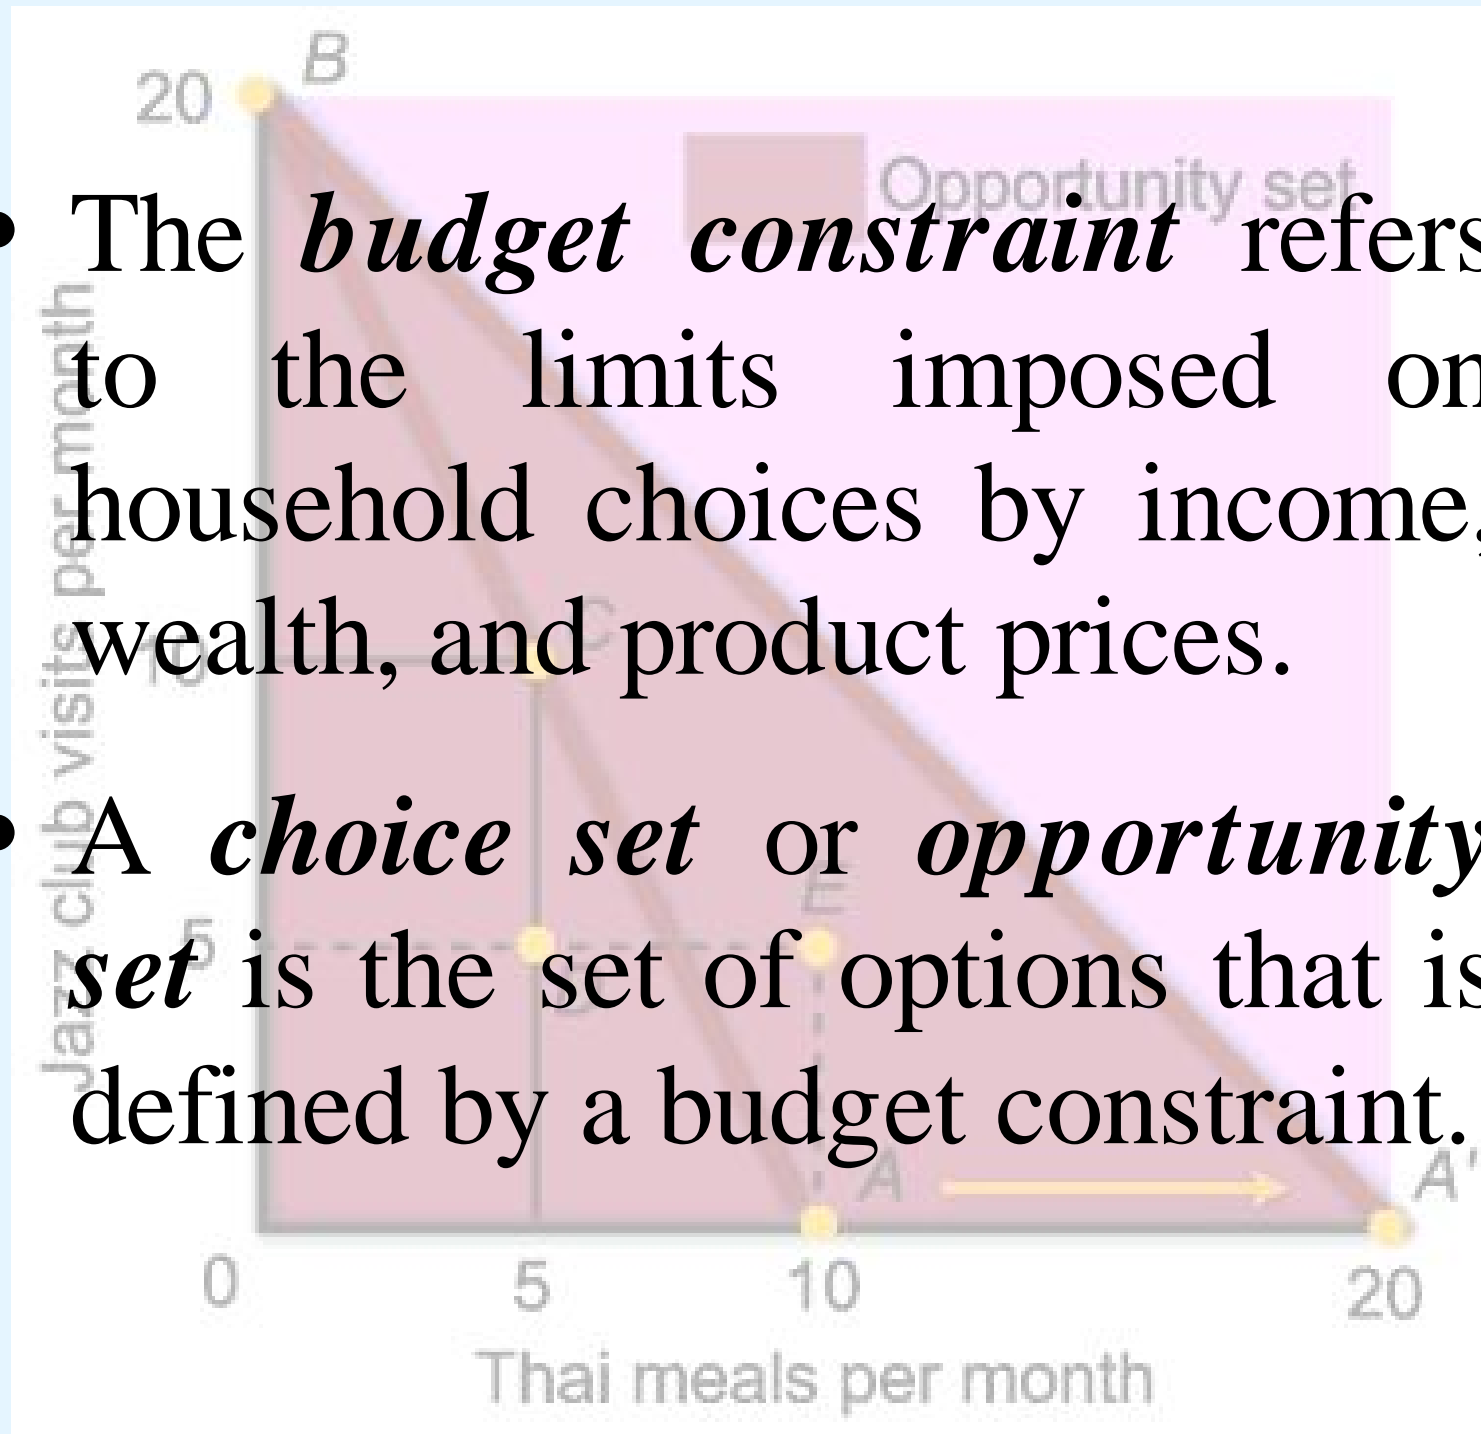 B
20
Opportunity set
• The budget constraint refers
to the limits imposed on
household choices by income,
wealth, and product prices.
C
10
• A choice set or opportunity
set is the set of options that is
defined by a budget constraint.
E
5
D
A
A'
0
5
10
20
Thai meals per month
Jazz club visits per month